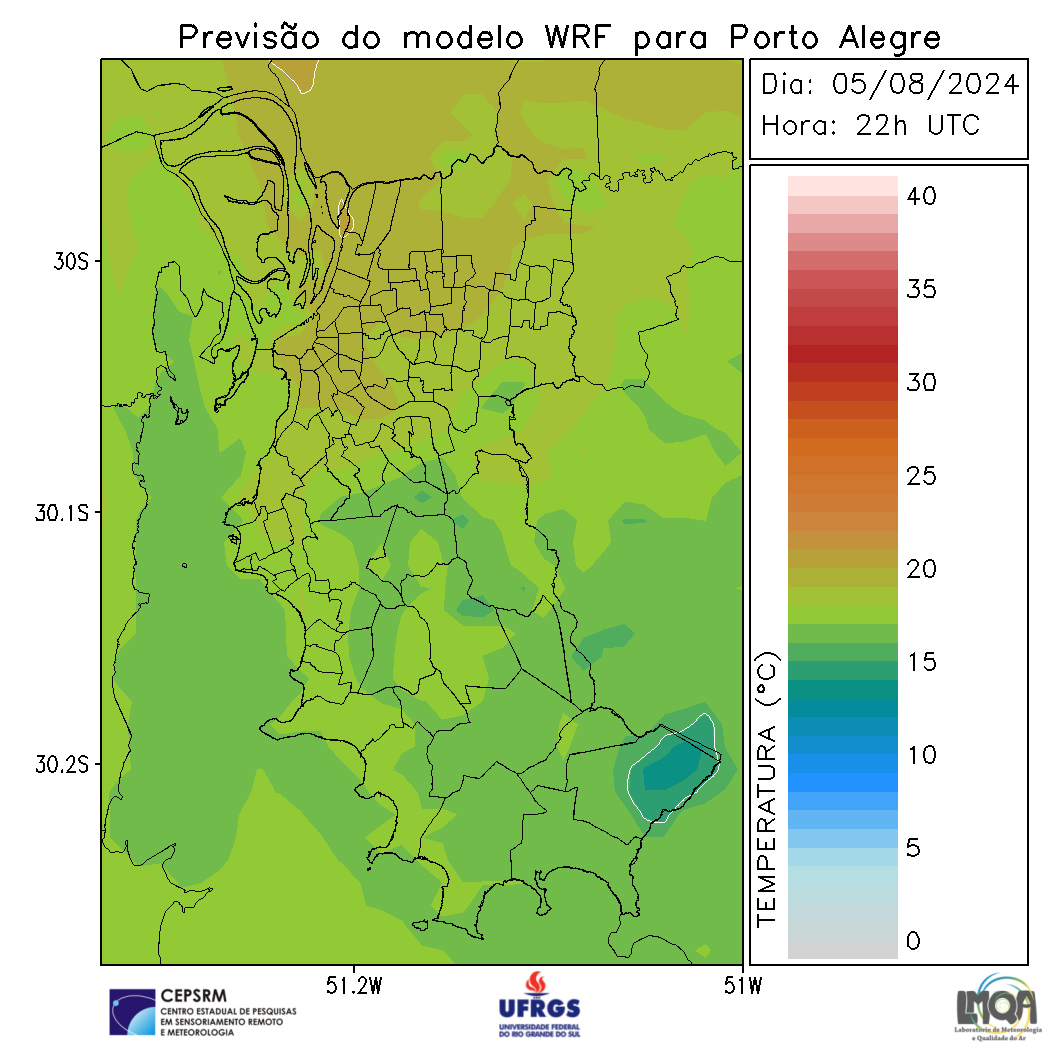 Previsão do modelo WRF para Porto Alegre
Dia: 05/08/2024
Hora: 22h UTC
40
35
30
25
20
15
10
5
0
TEMPERATURA (°C)
30S
30.1S
30.2S
51.2W
51W
CEPSRM
CENTRO ESTADUAL DE PESQUISAS
EM SENSORIAMENTO REMOTO
E METEOROLOGIA
UFRGS
UNIVERSIDADE FEDERAL
DO RIO GRANDE DO SUL
LMQA
Laboratório de Meteorologia
e Qualidade do Ar